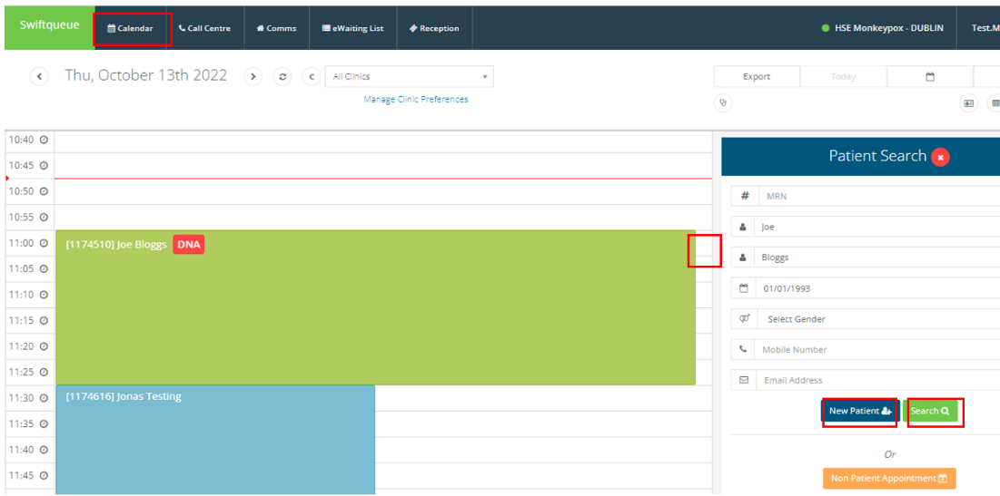 Swiftqueue Calendar Call Centre Comms eWaiting List Reception HSE Monkeypox - DUBLIN Test.M
Thu, October 13th 2022 C All Clinics Export Today
Manage Clinic Preferences
10:40
10:45
10:50
10:55
11:00 [1174510] Joe Bloggs DNA
11:05
11:10
11:15
11:20
11:25
11:30 [1174616] Jonas Testing
11:35
11:40
11:45
Patient Search
# MRN
Joe
Bloggs
01/01/1993
Select Gender
Mobile Number
Email Address
New Patient Search
Or
Non Patient Appointment